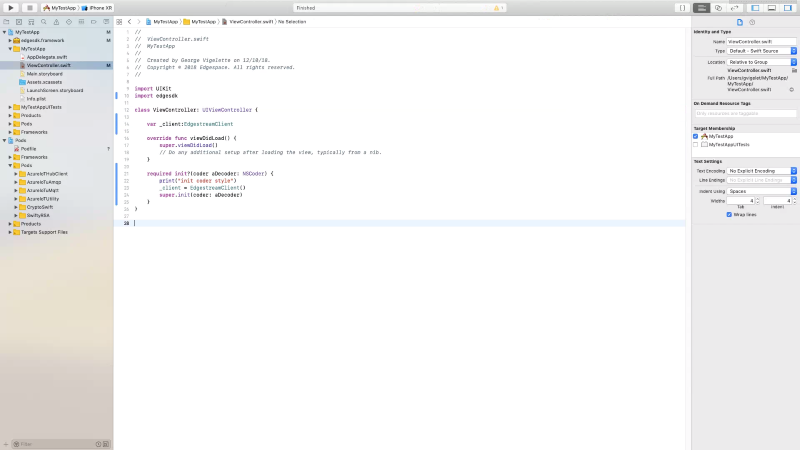 MyTestApp
iPhone XR
Finished
1
MyTestApp
MyTestApp
ViewController.swift
No Selection
MyTestApp M
edgesdk.framework M
MyTestApp
AppDelegate.swift
ViewController.swift M
Main.storyboard
Assets.xcassets
LaunchScreen.storyboard
Info.plist
MyTestAppUITests
Products
Pods
Frameworks
Pods
Podfile ?
Frameworks
Pods
AzureIoTHubClient
AzureIoTuAmqp
AzureIoTuMqtt
AzureIoTUtility
CryptoSwift
SwiftyRSA
Products
Targets Support Files
Filter
1 //
2 //  ViewController.swift
3 //  MyTestApp
4 //
5 //  Created by George Vigelette on 12/10/18.
6 //  Copyright © 2018 Edgespace. All rights reserved.
7 //
8
9 import UIKit
10 import edgesdk
11
12 class ViewController: UIViewController {
13
14     var _client:EdgestreamClient
15
16     override func viewDidLoad() {
17         super.viewDidLoad()
18         // Do any additional setup after loading the view, typically from a nib.
19     }
20
21     required init?(coder aDecoder: NSCoder) {
22         print("init coder style")
23         _client = EdgestreamClient()
24         super.init(coder: aDecoder)
25     }
26 }
27
28
Identity and Type
Name ViewController.swift
Type Default - Swift Source
Location Relative to Group
ViewController.swift
Full Path /Users/gvigelet/
MyTestApp/
MyTestApp/
ViewController.swift
On Demand Resource Tags
Only resources are taggable
Target Membership
MyTestApp
MyTestAppUITests
Text Settings
Text Encoding No Explicit Encoding
Line Endings No Explicit Line Endings
Indent Using Spaces
Widths 4 4
Tab Indent
Wrap lines